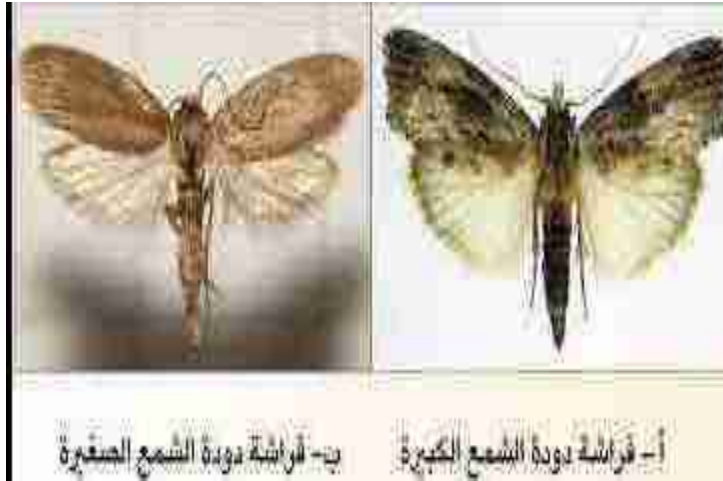 أ- فراشة دودة الشمع الكبيرة
ب- فراشة دودة الشمع الصغيرة